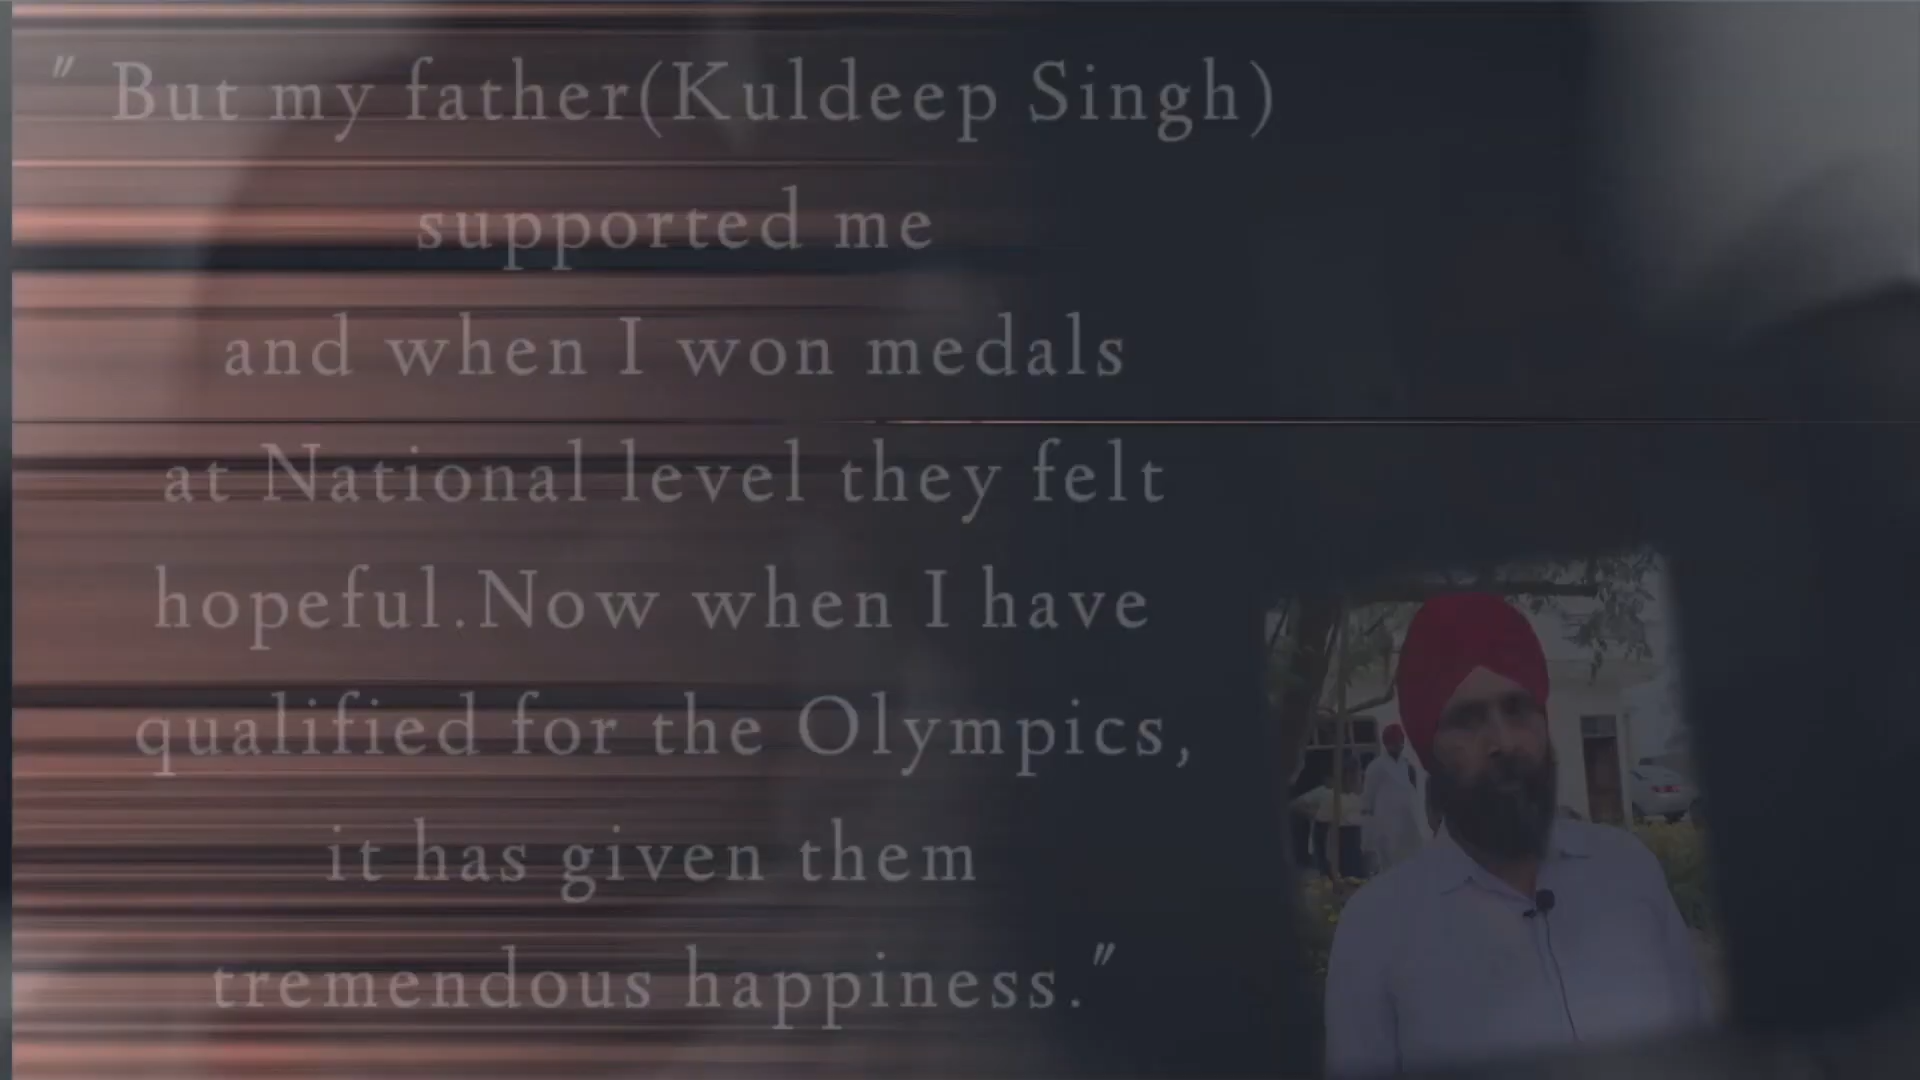 " But my father(Kuldeep Singh)
supported me
and when I won medals
at National level they felt
hopeful.Now when I have
qualified for the Olympics,
it has given them
tremendous happiness."